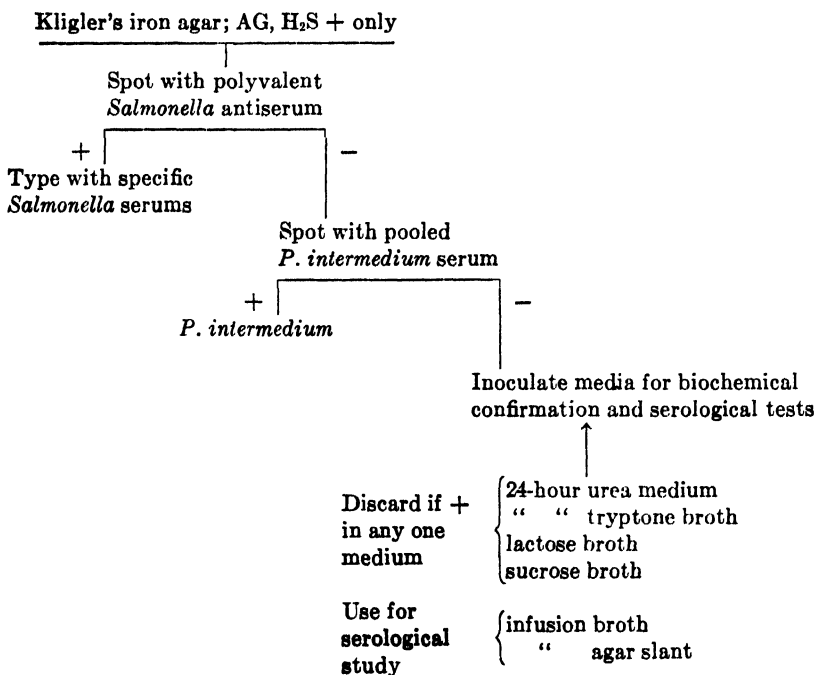 Kligler's iron agar; AG, H₂S + only
Spot with polyvalent
Salmonella antiserum
+
−
Type with specific
Salmonella serums
Spot with pooled
P. intermedium serum
+
−
P. intermedium
Inoculate media for biochemical
confirmation and serological tests
Discard if +
in any one
medium
24-hour urea medium
“ “ tryptone broth
lactose broth
sucrose broth
Use for
serological
study
infusion broth
“ agar slant